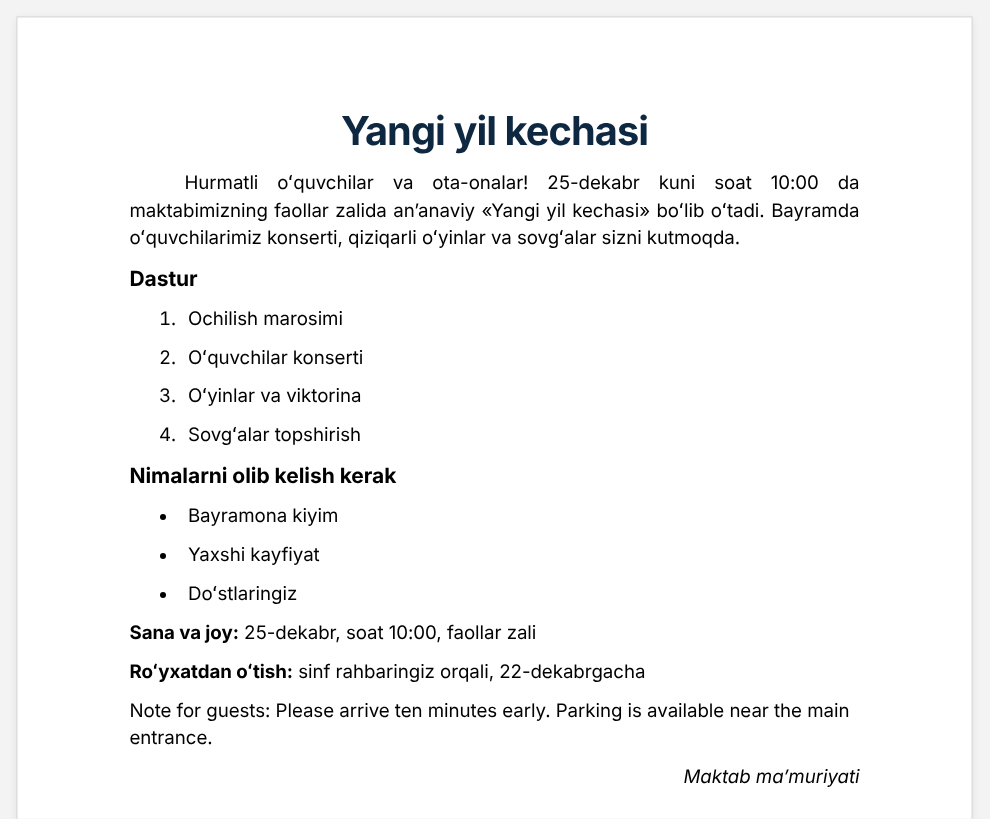 Yangi yil kechasi
Hurmatli oʻquvchilar va ota-onalar! 25-dekabr kuni soat 10:00 da
maktabimizning faollar zalida anʼanaviy «Yangi yil kechasi» boʻlib oʻtadi. Bayramda
oʻquvchilarimiz konserti, qiziqarli oʻyinlar va sovgʻalar sizni kutmoqda.
Dastur
1. Ochilish marosimi
2. Oʻquvchilar konserti
3. Oʻyinlar va viktorina
4. Sovgʻalar topshirish
Nimalarni olib kelish kerak
• Bayramona kiyim
• Yaxshi kayfiyat
• Doʻstlaringiz
Sana va joy: 25-dekabr, soat 10:00, faollar zali
Roʻyxatdan oʻtish: sinf rahbaringiz orqali, 22-dekabrgacha
Note for guests: Please arrive ten minutes early. Parking is available near the main
entrance.
Maktab maʼmuriyati